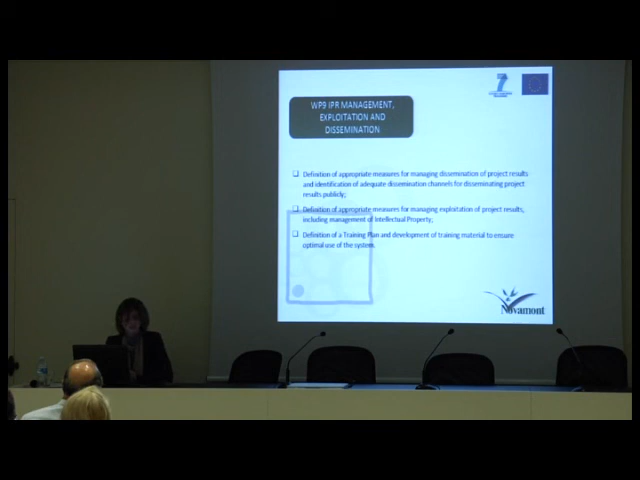 WP9 IPR MANAGEMENT,
EXPLOITATION AND
DISSEMINATION
Definition of appropriate measures for managing dissemination of project results
and identification of adequate dissemination channels for disseminating project
results publicly;
Definition of appropriate measures for managing exploitation of project results,
including management of Intellectual Property;
Definition of a Training Plan and development of training material to ensure
optimal use of the system.
Novamont